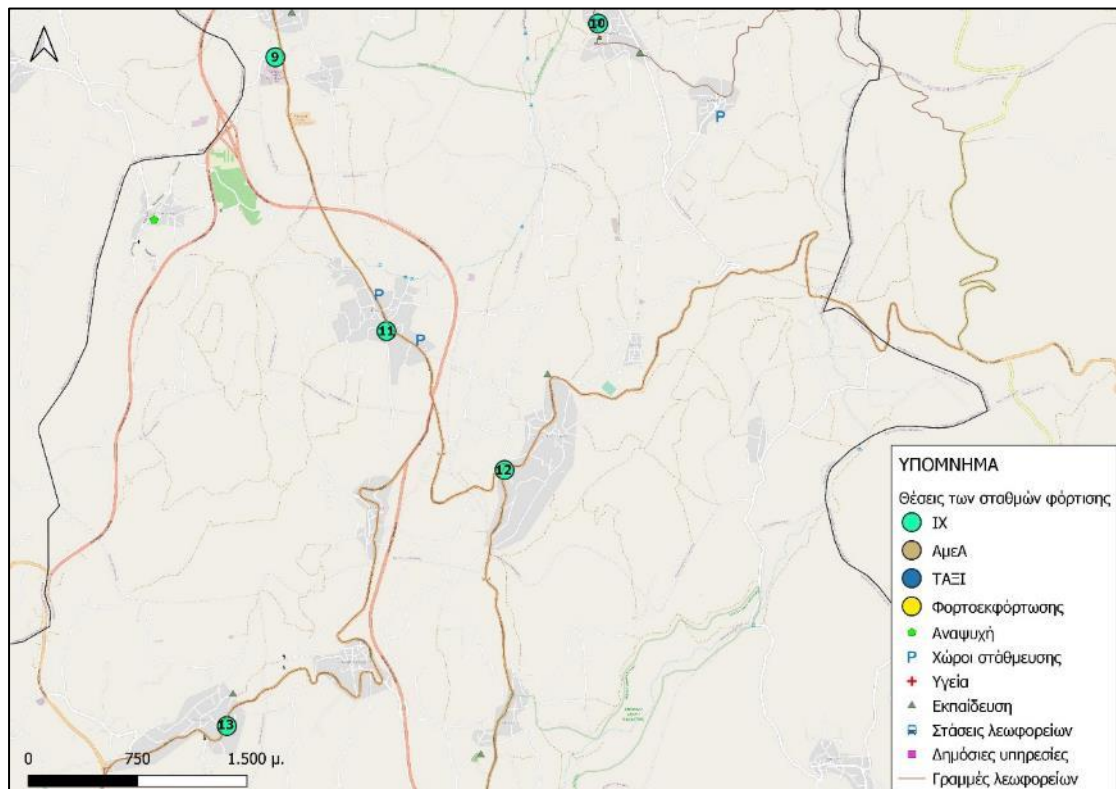 10
9
P
P
11
P
12
13
ΥΠΟΜΝΗΜΑ
Θέσεις των σταθμών φόρτισης
ΙΧ
ΑμεΑ
ΤΑΞΙ
Φορτοεκφόρτωσης
Αναψυχή
P Χώροι στάθμευσης
Υγεία
Εκπαίδευση
Στάσεις λεωφορείων
Δημόσιες υπηρεσίες
Γραμμές λεωφορείων
0 750 1.500 μ.